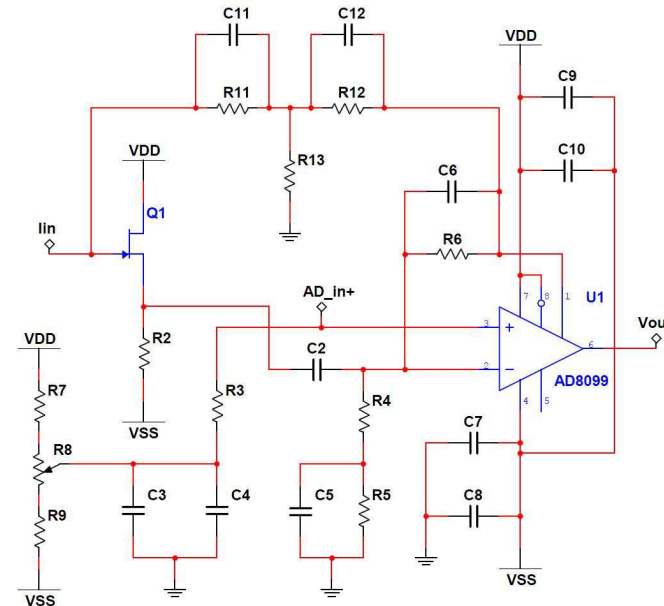 C11
C12
VDD
C9
R11
R12
C10
VDD
R13
C6
Q1
Iin
R6
7
8
1
U1
AD_in+
3
Vou
6
2
R2
C2
AD8099
VDD
R3
4
5
R4
R7
VSS
C7
R8
C3
C4
C5
R5
C8
R9
VSS
VSS